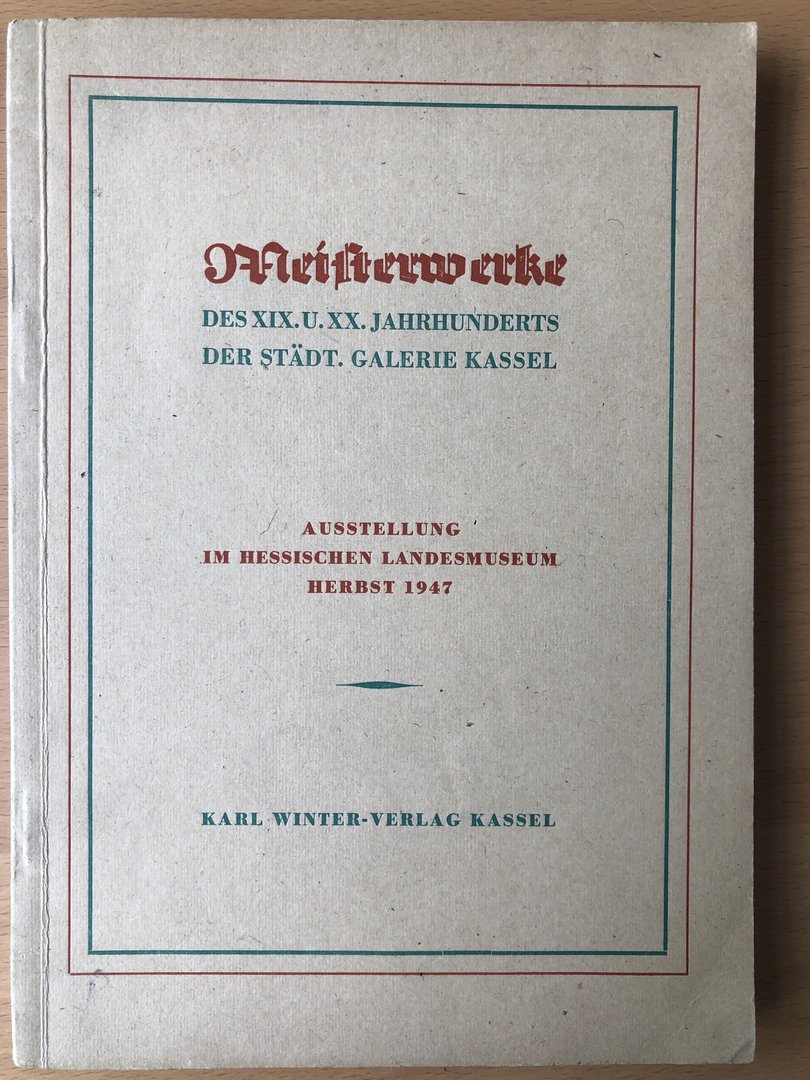 Meisterwerke
DES XIX. U. XX. JAHRHUNDERTS
DER STÄDT. GALERIE KASSEL
AUSSTELLUNG
IM HESSISCHEN LANDESMUSEUM
HERBST 1947
KARL WINTER-VERLAG KASSEL